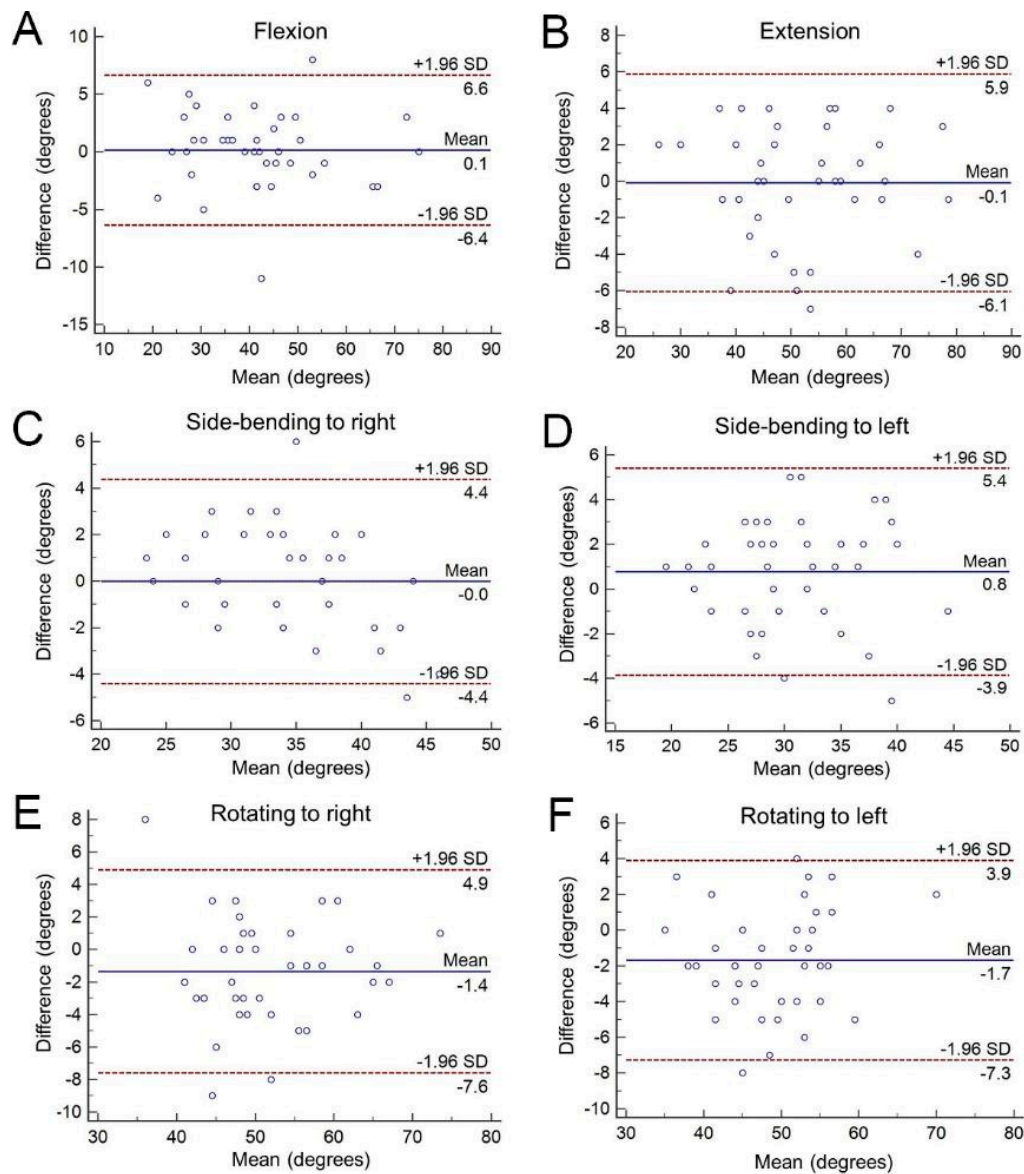 A
Flexion
10
5
0
-5
-10
-15
Difference (degrees)
+1.96 SD
6.6
Mean
0.1
-1.96 SD
-6.4
10 20 30 40 50 60 70 80 90
Mean (degrees)
B
Extension
8
6
4
2
0
-2
-4
-6
-8
Difference (degrees)
+1.96 SD
5.9
Mean
-0.1
-1.96 SD
-6.1
20 30 40 50 60 70 80 90
Mean (degrees)
C
Side-bending to right
6
4
2
0
-2
-4
-6
Difference (degrees)
+1.96 SD
4.4
Mean
-0.0
-1.96 SD
-4.4
20 25 30 35 40 45 50
Mean (degrees)
D
Side-bending to left
6
4
2
0
-2
-4
-6
Difference (degrees)
+1.96 SD
5.4
Mean
0.8
-1.96 SD
-3.9
15 20 25 30 35 40 45 50
Mean (degrees)
E
Rotating to right
8
6
4
2
0
-2
-4
-6
-8
-10
Difference (degrees)
+1.96 SD
4.9
Mean
-1.4
-1.96 SD
-7.6
30 40 50 60 70 80
Mean (degrees)
F
Rotating to left
6
4
2
0
-2
-4
-6
-8
-10
Difference (degrees)
+1.96 SD
3.9
Mean
-1.7
-1.96 SD
-7.3
30 40 50 60 70 80
Mean (degrees)